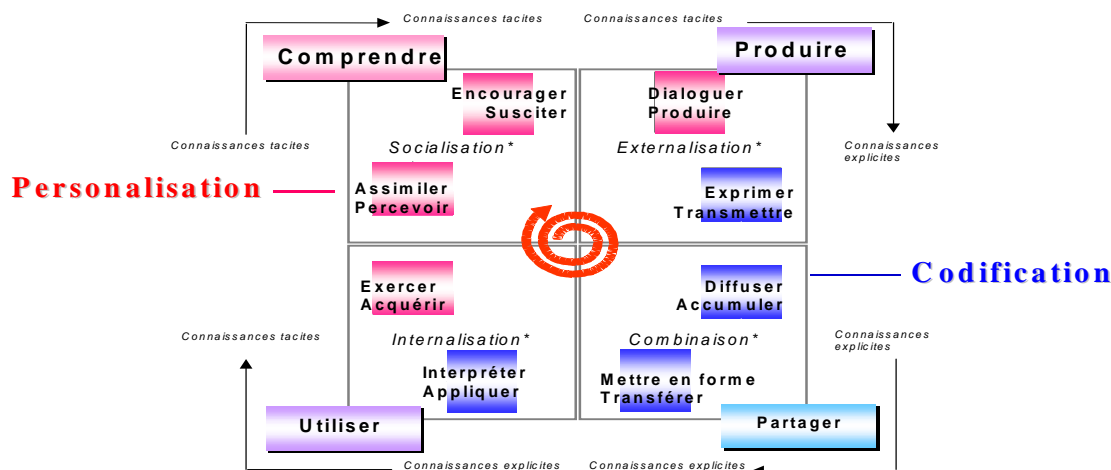 Connaissances tacites
Connaissances tacites
Comprendre
Produire
Encourager
Susciter
Dialoguer
Produire
Connaissances tacites
Socialisation*
Externalisation*
Connaissances
explicites
Personalisation
Assimiler
Percevoir
Exprimer
Transmettre
Codification
Exercer
Acquérir
Diffuser
Accumuler
Connaissances tacites
Internalisation*
Combinaison*
Connaissances
explicites
Interpréter
Appliquer
Mettre en forme
Transférer
Utiliser
Partager
Connaissances explicites
Connaissances explicites